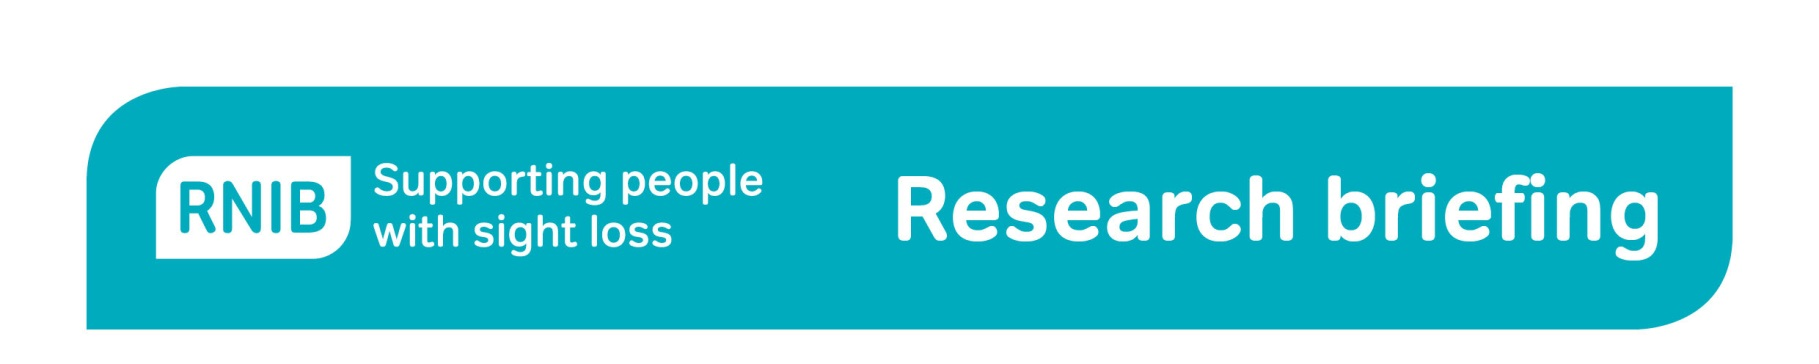 RNIB
Supporting people
with sight loss
Research briefing